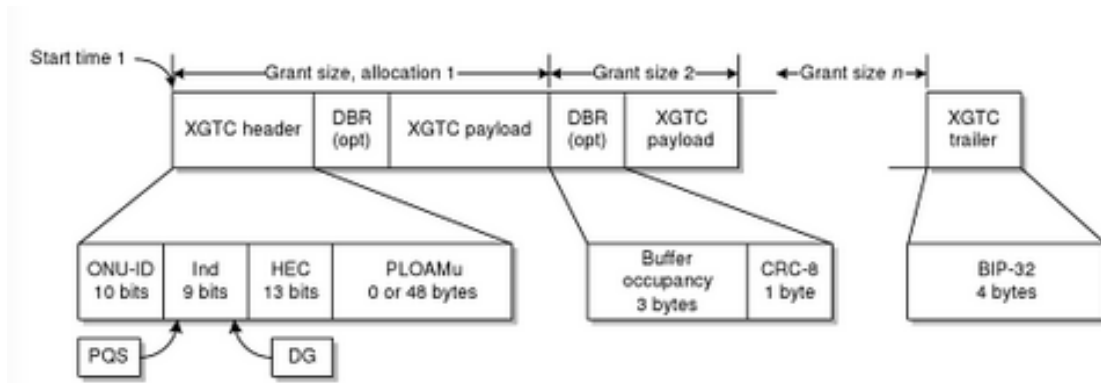 Start time 1
Grant size, allocation 1
Grant size 2
Grant size n
XGTC header
DBR
(opt)
XGTC payload
DBR
(opt)
XGTC
payload
XGTC
trailer
ONU-ID
10 bits
Ind
9 bits
HEC
13 bits
PLOAMu
0 or 48 bytes
Buffer
occupancy
3 bytes
CRC-8
1 byte
BIP-32
4 bytes
PQS
DG